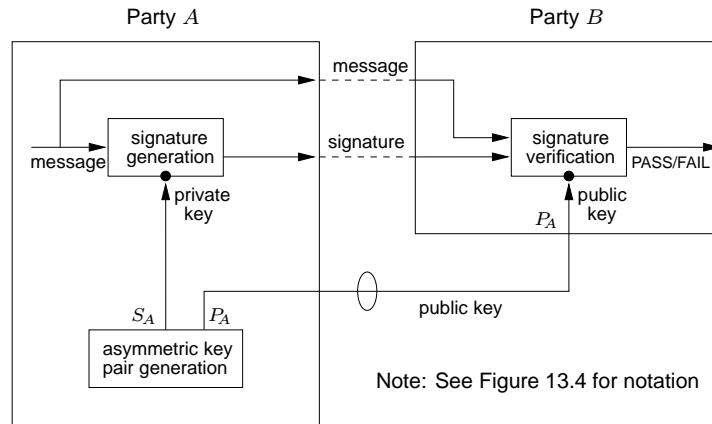 Party A
Party B
message
signature
generation
message
signature
signature
verification
PASS/FAIL
private
key
public
key
P_A
S_A
P_A
public key
asymmetric key
pair generation
Note: See Figure 13.4 for notation